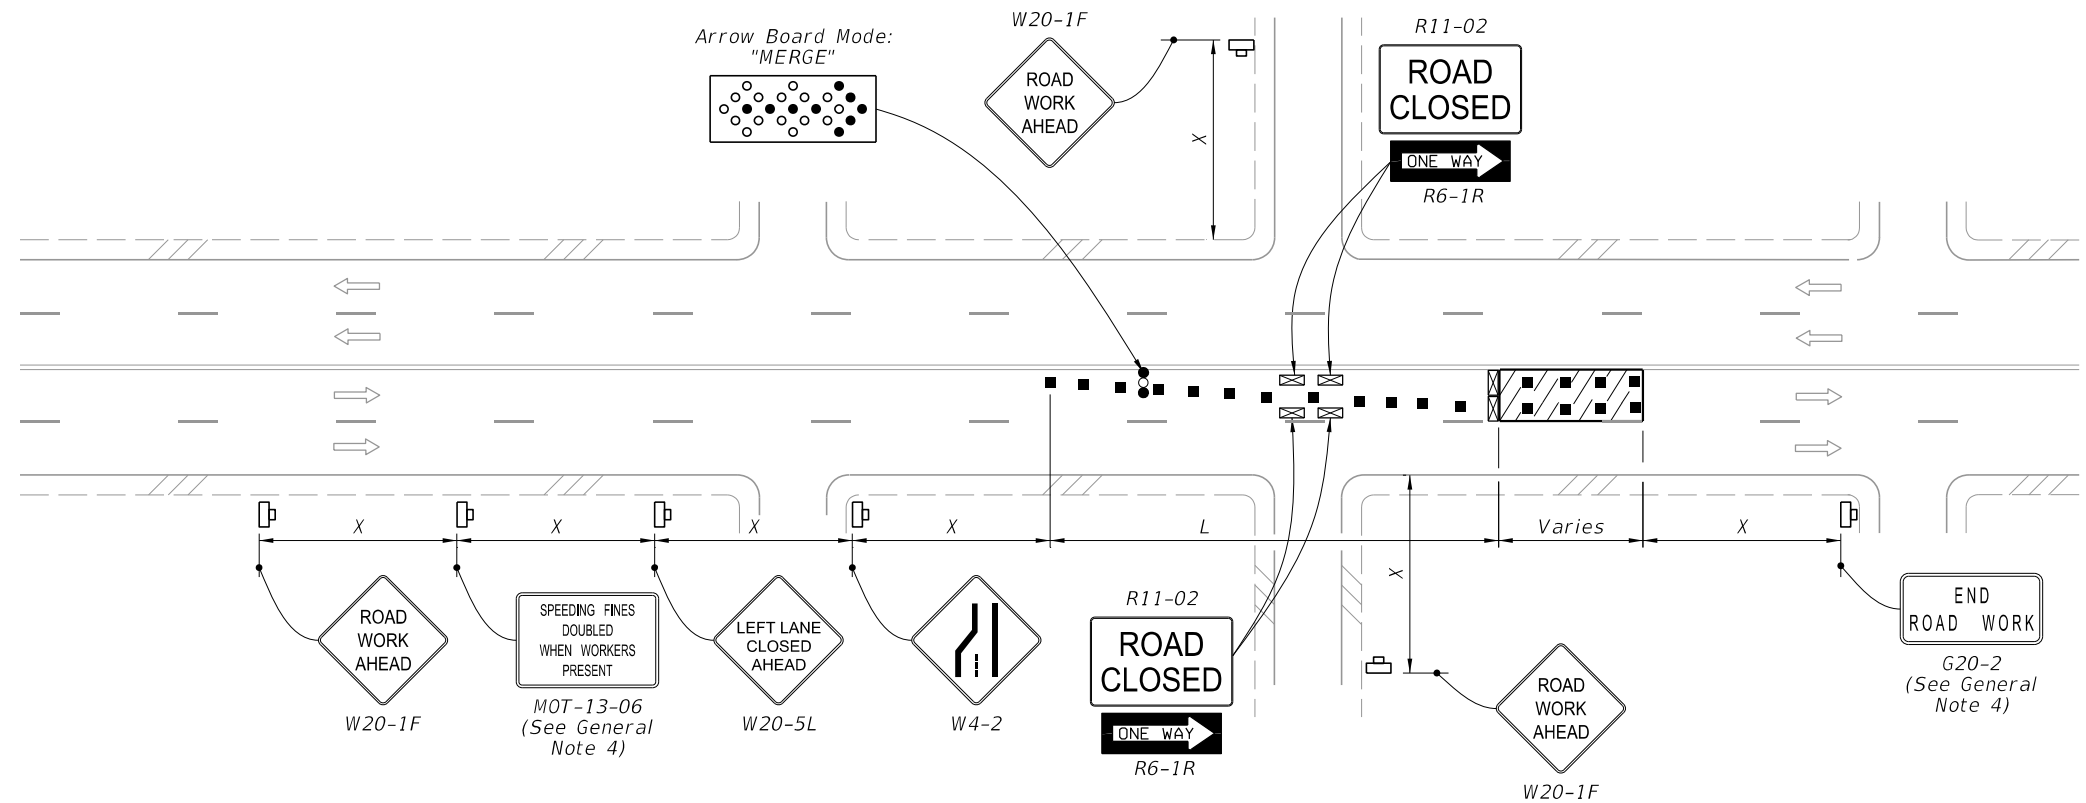 Arrow Board Mode:
"MERGE"
W20-1F
ROAD
WORK
AHEAD
X
R11-02
ROAD
CLOSED
ONE WAY
R6-1R
X
X
X
X
L
Varies
X
X
ROAD
WORK
AHEAD
W20-1F
SPEEDING FINES
DOUBLED
WHEN WORKERS
PRESENT
MOT-13-06
(See General
Note 4)
LEFT LANE
CLOSED
AHEAD
W20-5L
W4-2
R11-02
ROAD
CLOSED
ONE WAY
R6-1R
ROAD
WORK
AHEAD
W20-1F
END
ROAD WORK
G20-2
(See General
Note 4)